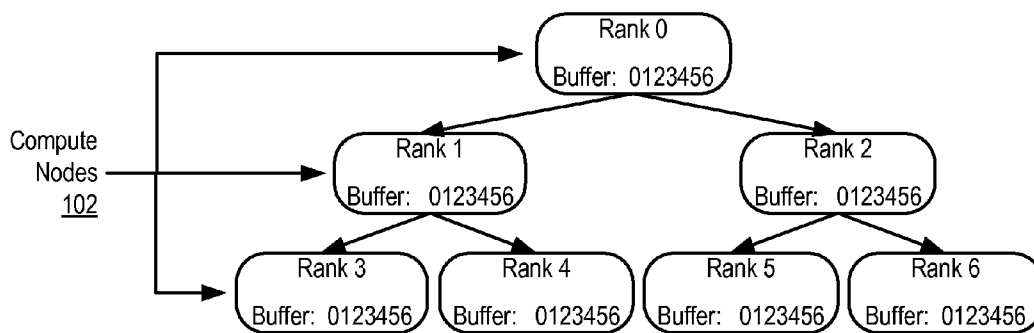 Rank 0
Buffer: 0123456
Compute
Nodes
102
Rank 1
Buffer: 0123456
Rank 2
Buffer: 0123456
Rank 3
Buffer: 0123456
Rank 4
Buffer: 0123456
Rank 5
Buffer: 0123456
Rank 6
Buffer: 0123456